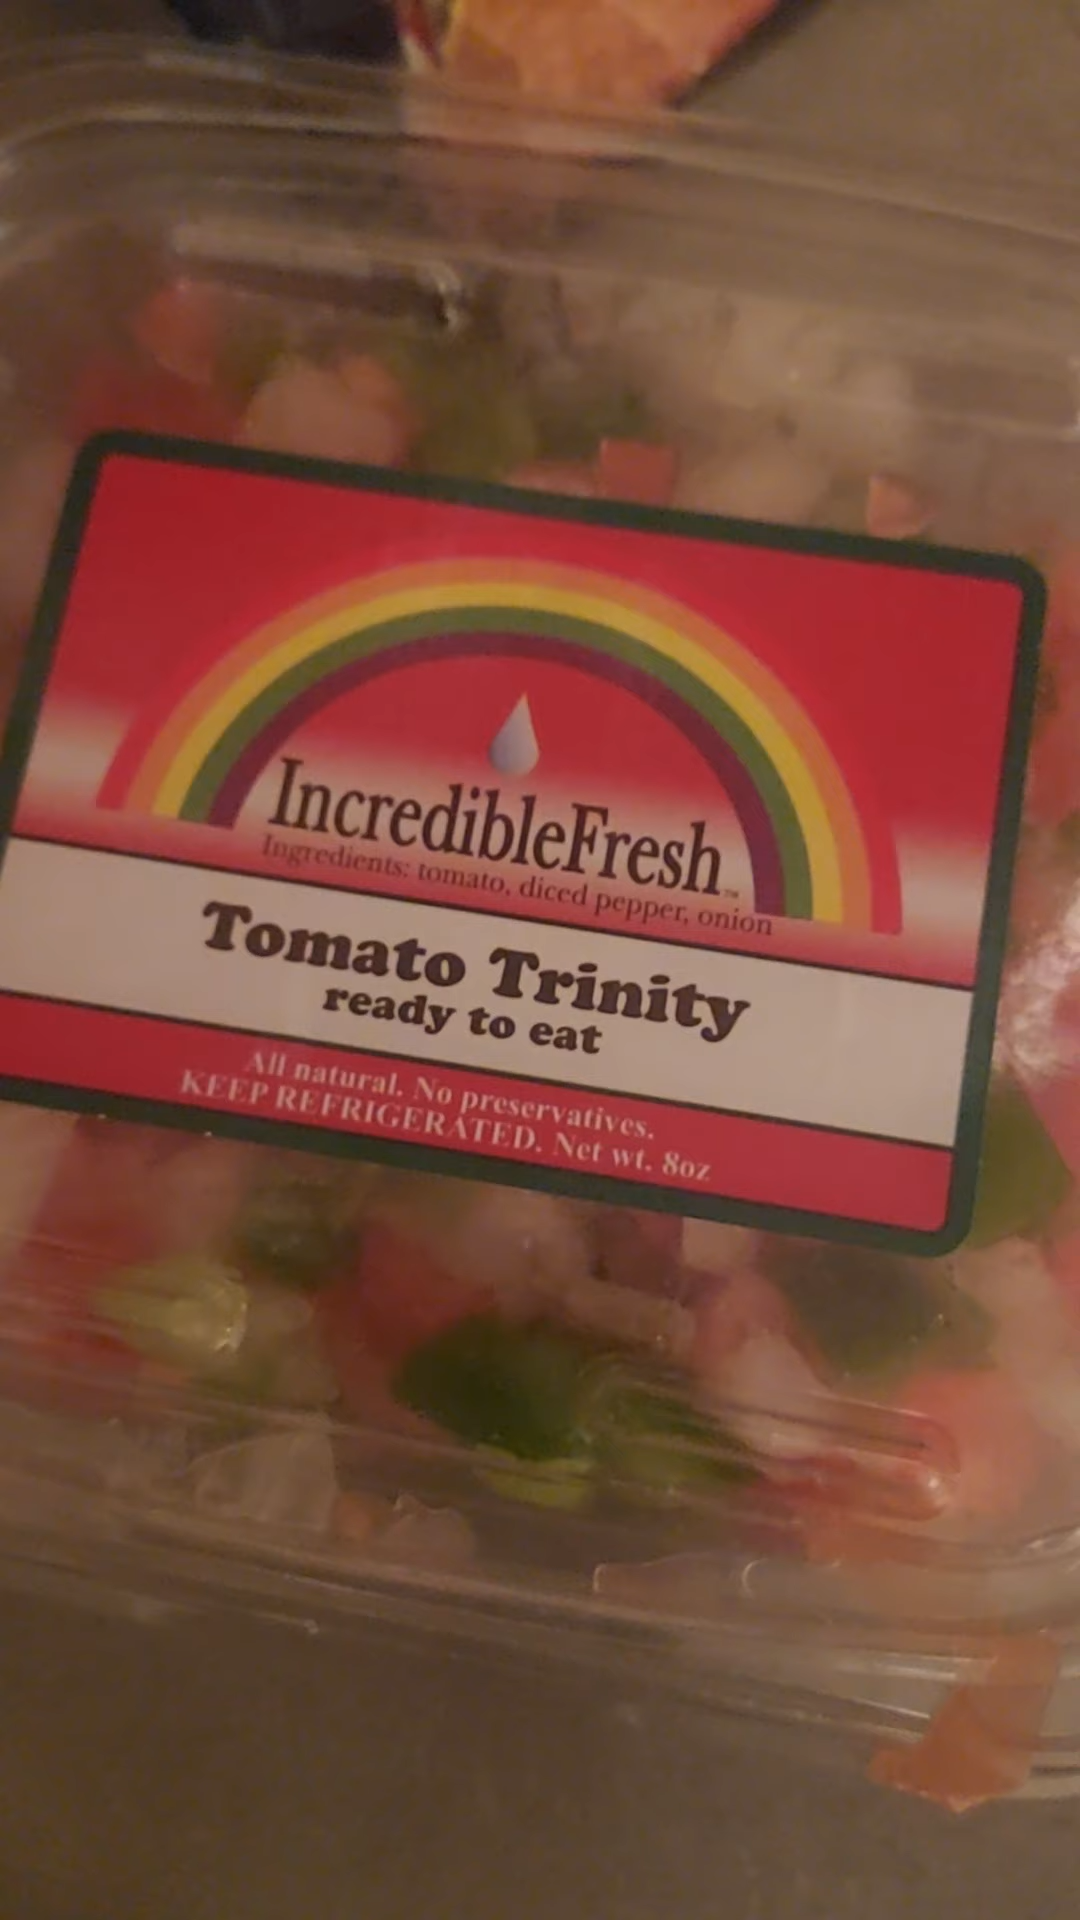 IncredibleFresh™
Ingredients: tomato, diced pepper, onion
Tomato Trinity
ready to eat
All natural. No preservatives.
KEEP REFRIGERATED. Net wt. 8oz